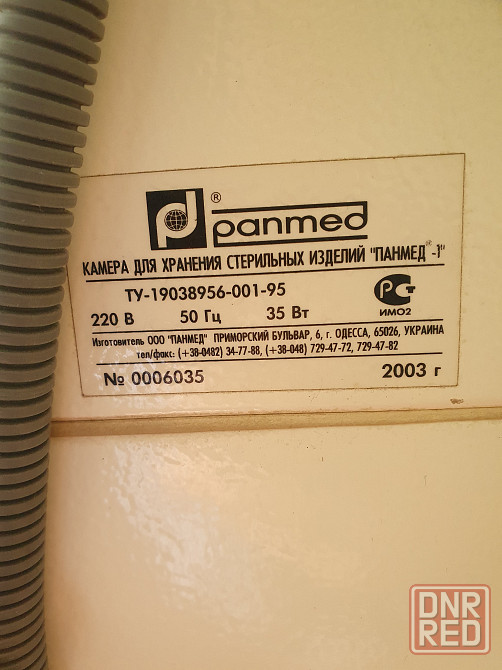 ®
panmed
КАМЕРА ДЛЯ ХРАНЕНИЯ СТЕРИЛЬНЫХ ИЗДЕЛИЙ "ПАНМЕД®-1"
ТУ-19038956-001-95
220 В 50 Гц 35 Вт
РСТ
ИМО2
Изготовитель ООО "ПАНМЕД" ПРИМОРСКИЙ БУЛЬВАР, 6, г. ОДЕССА, 65026, УКРАИНА
тел/факс: (+38-0482) 34-77-88, (+38-048) 729-47-72, 729-47-82
№ 0006035 2003 г
DNR
RED